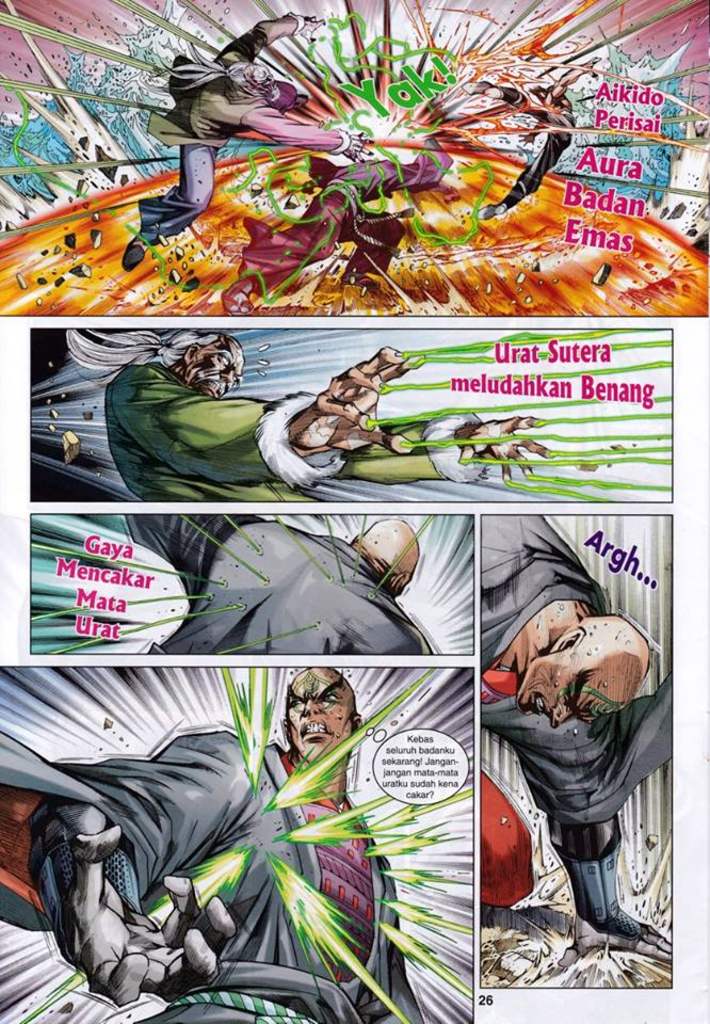 Yak!
Aikido
Perisai
Aura
Badan
Emas
Urat Sutera
meludahkan Benang
Gaya
Mencakar
Mata
Urat
Argh...
Kebas
seluruh badanku
sekarang! Jangan-
jangan mata-mata
uratku sudah kena
cakar?
26